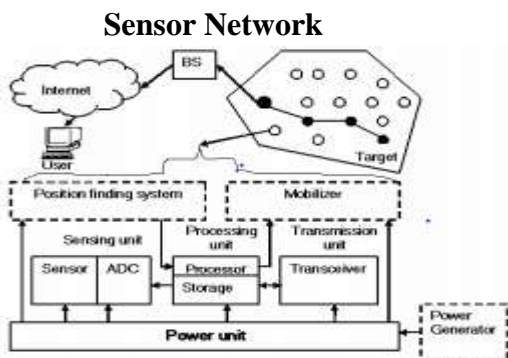 Sensor Network
BS
Internet
User
Target
Position finding system
Mobilizer
Sensing unit
Processing unit
Transmission unit
Sensor
ADC
Processor
Storage
Transceiver
Power unit
Power
Generator